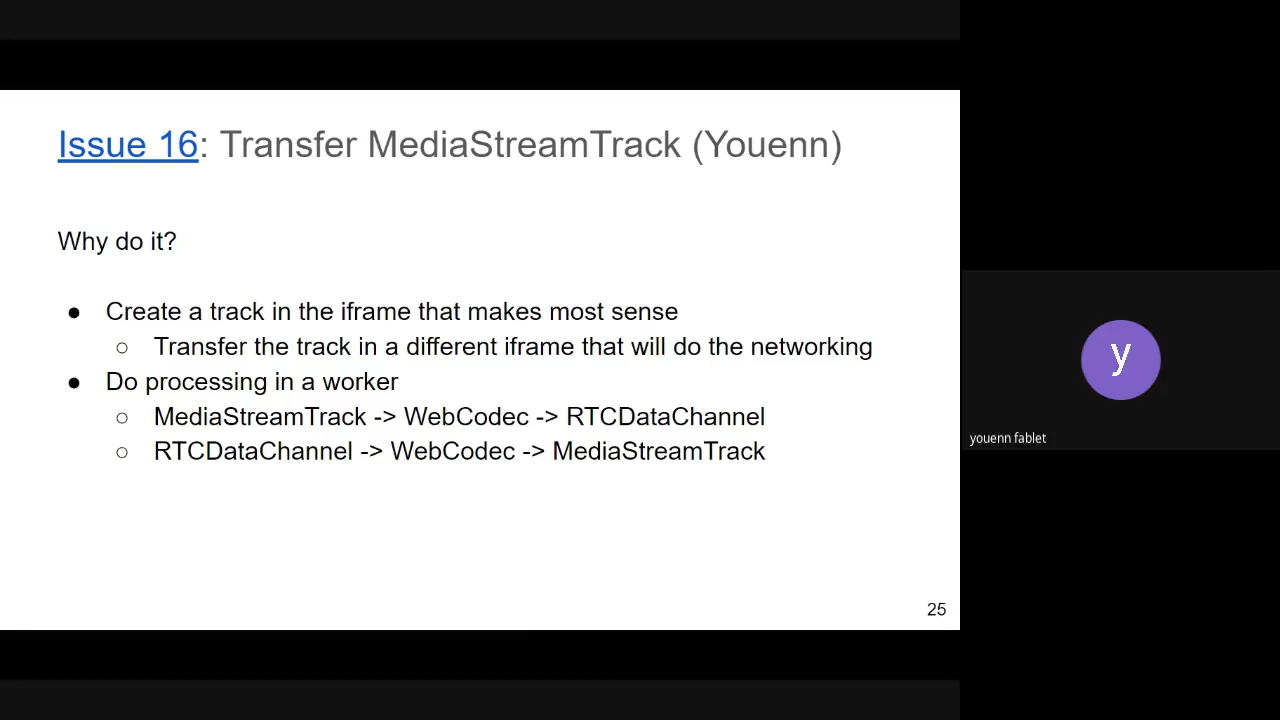 Issue 16: Transfer MediaStreamTrack (Youenn)
Why do it?
● Create a track in the iframe that makes most sense
○ Transfer the track in a different iframe that will do the networking
● Do processing in a worker
○ MediaStreamTrack -> WebCodec -> RTCDataChannel
○ RTCDataChannel -> WebCodec -> MediaStreamTrack
25
y
youenn fablet